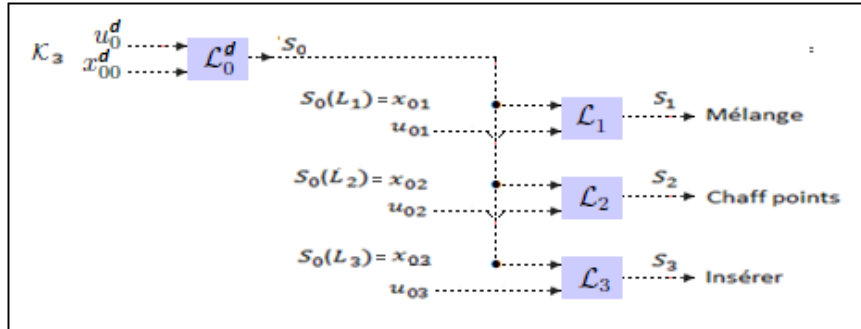 𝒦₃ u₀ᵈ
x₀₀ᵈ
ℒ₀ᵈ
S₀
:
S₀(L₁) = x₀₁
u₀₁
ℒ₁
S₁
Mélange
S₀(L₂) = x₀₂
u₀₂
ℒ₂
S₂
Chaff points
S₀(L₃) = x₀₃
u₀₃
ℒ₃
S₃
Insérer